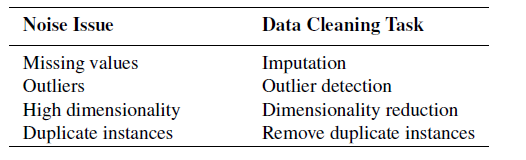 Noise Issue Data Cleaning Task
Missing values Imputation
Outliers Outlier detection
High dimensionality Dimensionality reduction
Duplicate instances Remove duplicate instances